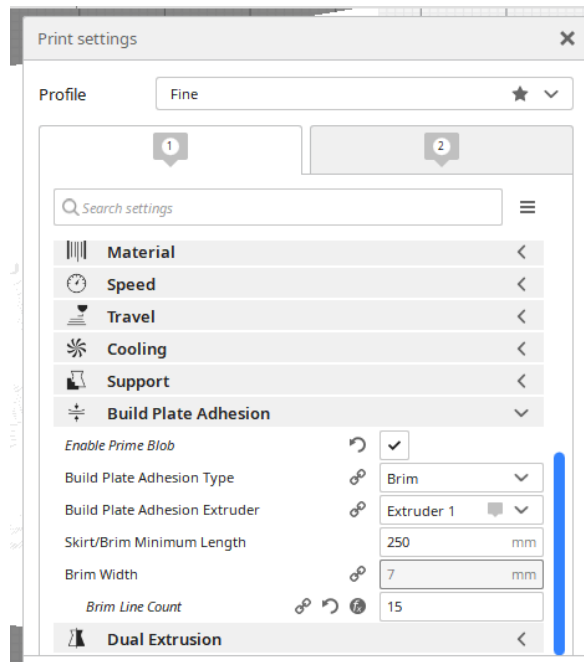 Print settings
Profile Fine
1 2
Search settings
Material
Speed
Travel
Cooling
Support
Build Plate Adhesion
Enable Prime Blob
Build Plate Adhesion Type Brim
Build Plate Adhesion Extruder Extruder 1
Skirt/Brim Minimum Length 250 mm
Brim Width 7 mm
Brim Line Count 15
Dual Extrusion